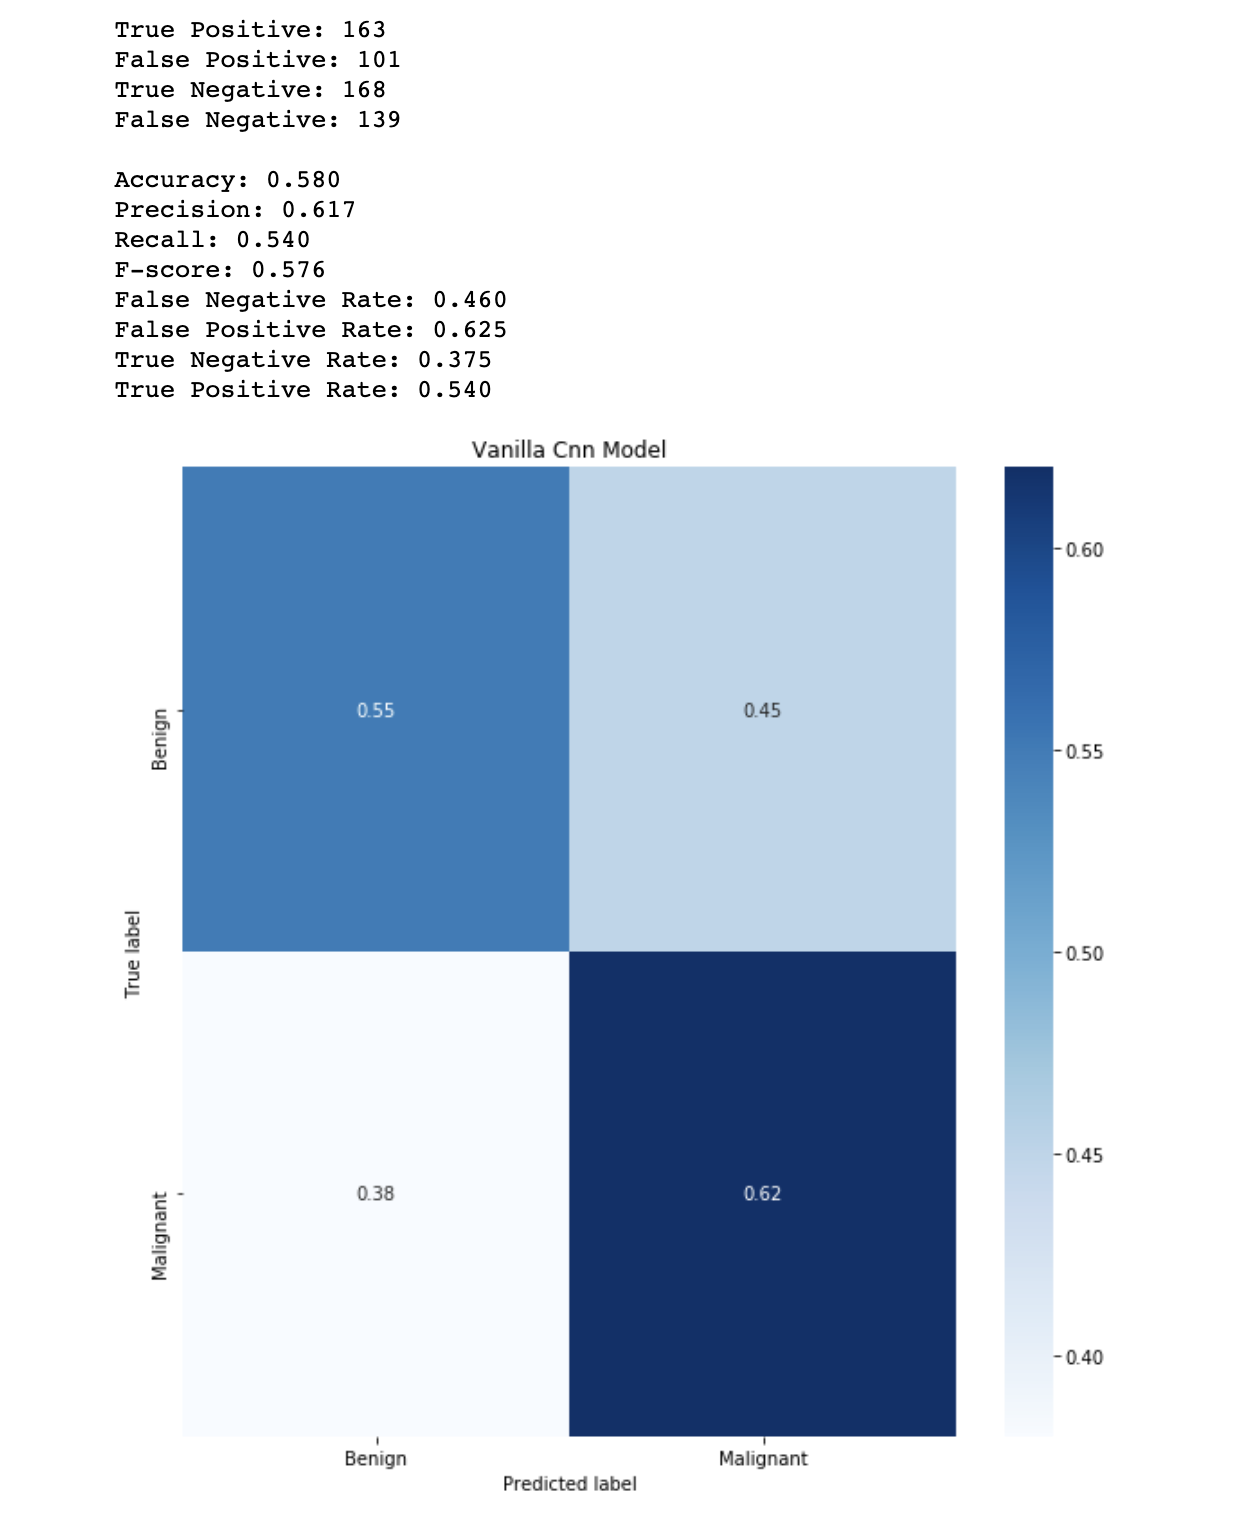 True Positive: 163
False Positive: 101
True Negative: 168
False Negative: 139
Accuracy: 0.580
Precision: 0.617
Recall: 0.540
F-score: 0.576
False Negative Rate: 0.460
False Positive Rate: 0.625
True Negative Rate: 0.375
True Positive Rate: 0.540
Vanilla Cnn Model
0.60
0.55
0.45
Benign
0.55
True label
0.50
0.45
0.38
0.62
Malignant
0.40
Benign
Malignant
Predicted label